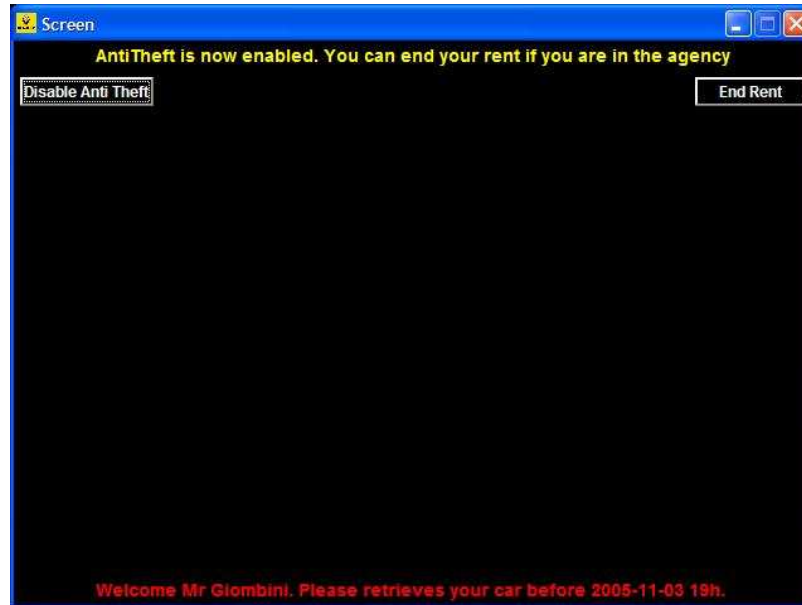 Screen
AntiTheft is now enabled. You can end your rent if you are in the agency
Disable Anti Theft
End Rent
Welcome Mr Giombini. Please retrieves your car before 2005-11-03 19h.